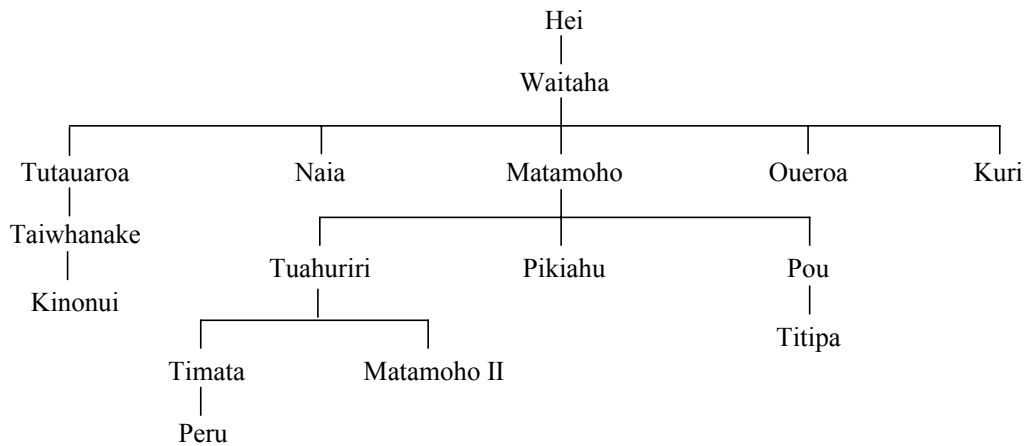 Hei
Waitaha
Tutauaroa Naia Matamoho Oueroa Kuri
Taiwhanake
Tuahuriri Pikiahu Pou
Kinonui
Titipa
Timata Matamoho II
Peru